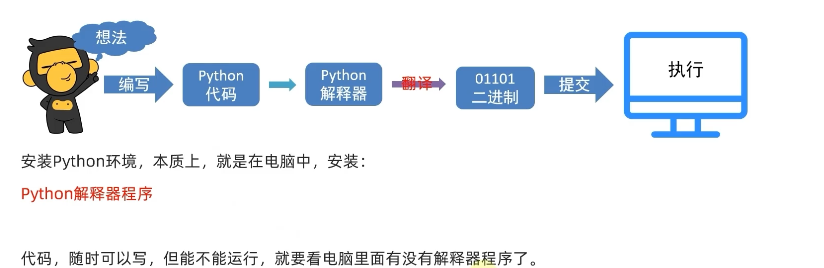 想法
编写
Python
代码
Python
解释器
翻译
01101
二进制
提交
执行
安装Python环境，本质上，就是在电脑中，安装：
Python解释器程序
代码，随时可以写，但能不能运行，就要看电脑里面有没有解释器程序了。